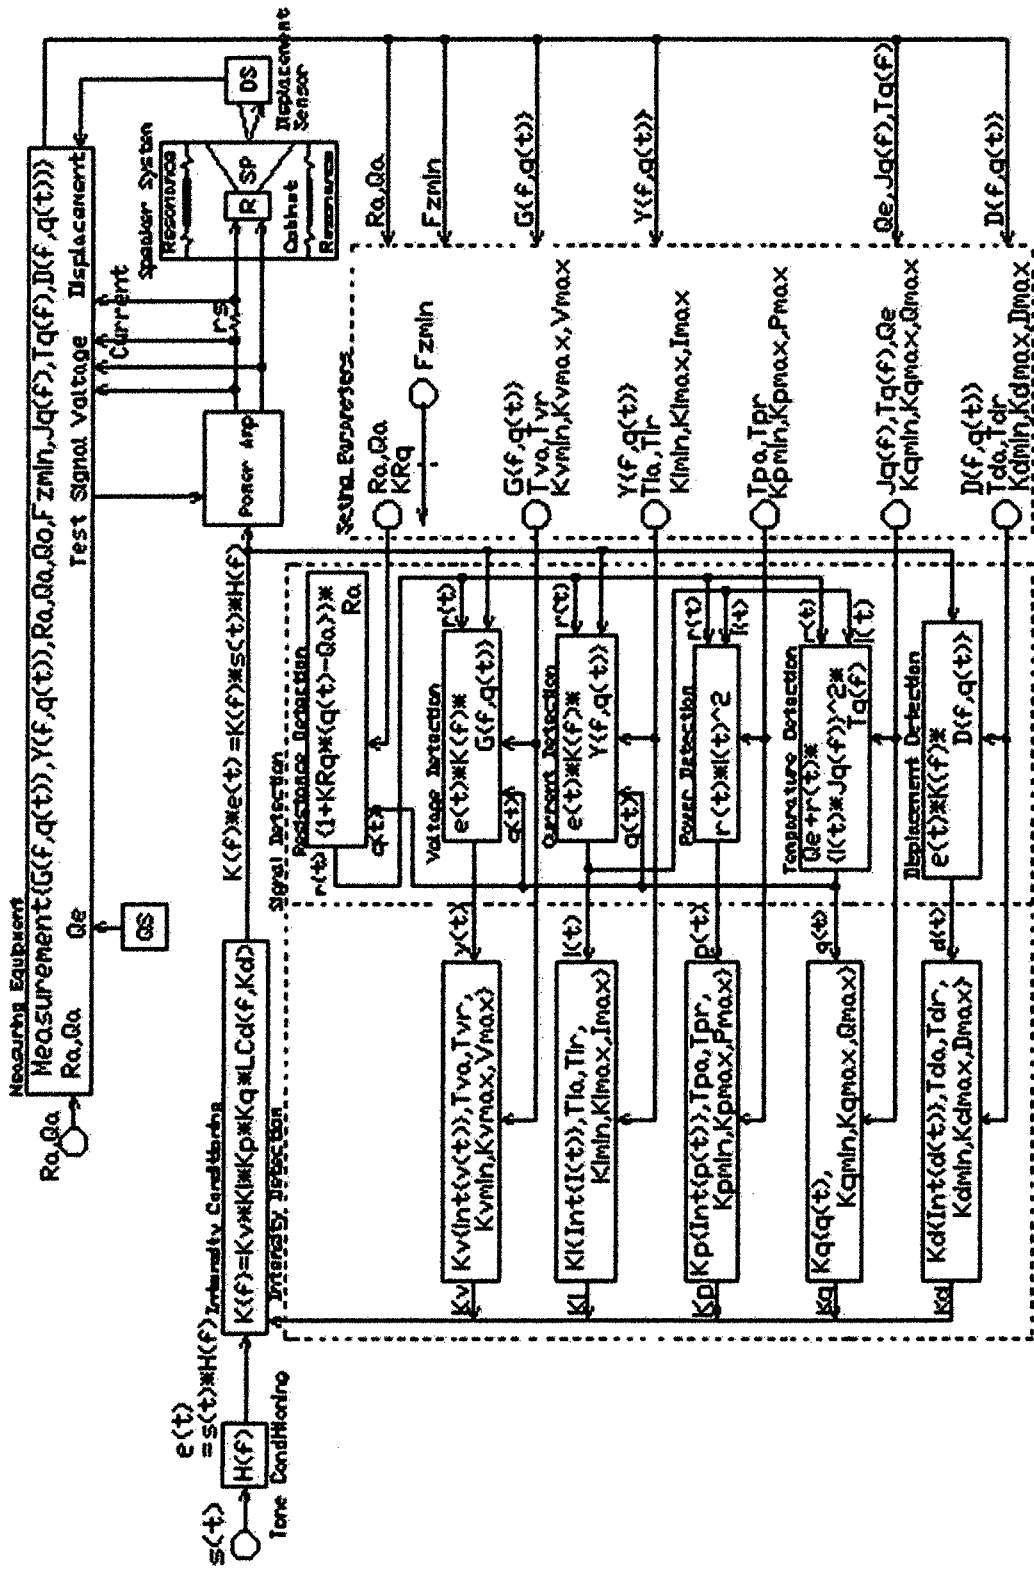 Measuring Equipment
Measurement{G(f,q(t)),Y(f,q(t)),Ra,Qa,Qo,Fzmin,Jq(f),Tq(f),D(f,q(t))}
Ra,Qa
Qe
Test Signal
Voltage
Displacement
Current
Ra,Qa
QS
DS
Displacement
Sensor
Speaker System
Resonance
R
SP
Cabinet
Resonance
rs
Power Amp
s(t)
e(t)
=s(t)*H(f)
H(f)
Tone Conditioning
Intensity Conditioning
K(f)=Kv*KI*Kp*Kq*LCd(f,Kd)
K(f)*e(t)=K(f)*s(t)*H(f)
Intensity Detection
Signal Detection
Setting Parameters
Resistance Detection
{1+KRq*(q(t)-Qa)}*
Ra
r(t)
q(t)
Ra,Qa
KRq
Fzmin
Ra,Qa
Fzmin
Kv
Kv{Int(v(t)),Tva,Tvr,
Kvmin,Kvmax,Vmax}
v(t)
Voltage Detection
e(t)*K(f)*
G(f,q(t))
r(t)
q(t)
G{f,q(t)}
Tva,Tvr
Kvmin,Kvmax,Vmax
G{f,q(t)}
KI
KI{Int(I(t)),TIa,TIr,
KImin,KImax,Imax}
I(t)
Current Detection
e(t)*K(f)*
Y{f,q(t)}
r(t)
q(t)
Y{f,q(t)}
TIa,TIr
KImin,KImax,Imax
Y{f,q(t)}
Kp
Kp{Int(p(t)),Tpa,Tpr,
Kpmin,Kpmax,Pmax}
p(t)
Power Detection
r(t)*I(t)^2
r(t)
I(t)
Tpa,Tpr
Kpmin,Kpmax,Pmax
Kq
Kq{q(t),
Kqmin,Kqmax,Qmax}
q(t)
Temperature Detection
Qe+r(t)*
{I(t)*Jq(f)}^2*
Tq(f)
r(t)
I(t)
Jq(f),Tq(f),Qe
Kqmin,Kqmax,Qmax
Qe,Jq(f),Tq(f)
Kd
Kd{Int(d(t)),Tda,Tdr,
Kdmin,Kdmax,Dmax}
d(t)
Displacement Detection
e(t)*K(f)*
D{f,q(t)}
D{f,q(t)}
Tda,Tdr
Kdmin,Kdmax,Dmax
D{f,q(t)}